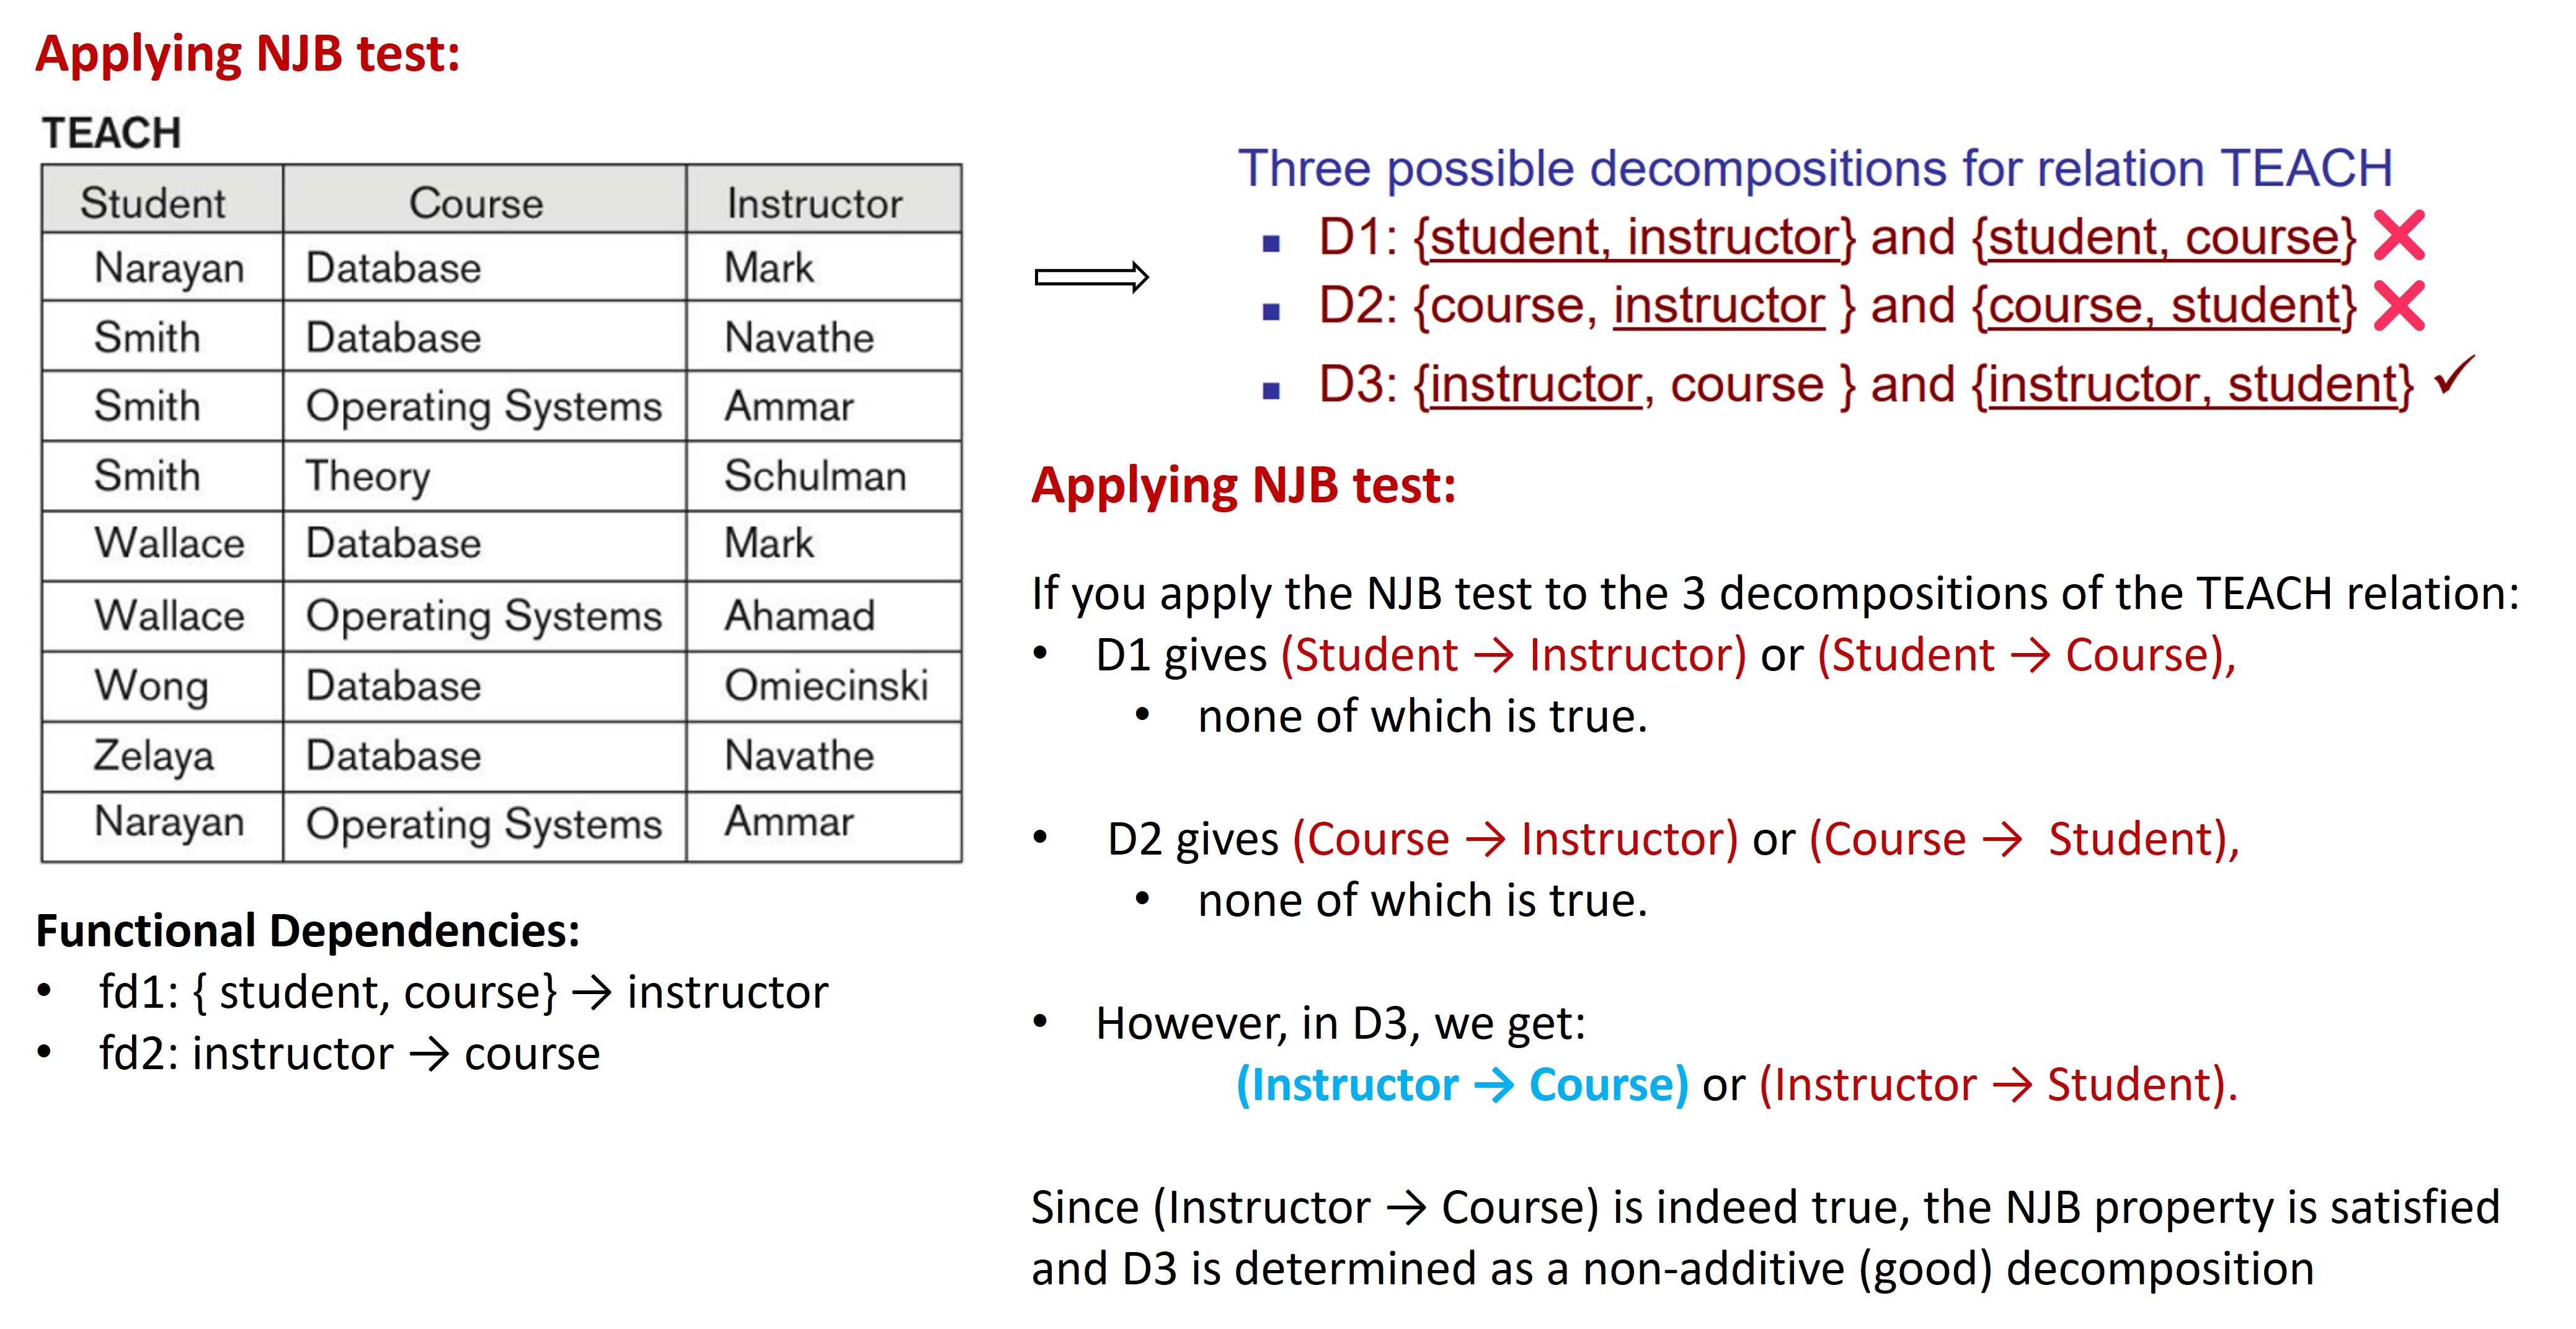 Applying NJB test:
TEACH
Student Course Instructor
Narayan Database Mark
Smith Database Navathe
Smith Operating Systems Ammar
Smith Theory Schulman
Wallace Database Mark
Wallace Operating Systems Ahamad
Wong Database Omiecinski
Zelaya Database Navathe
Narayan Operating Systems Ammar
Functional Dependencies:
• fd1: { student, course} → instructor
• fd2: instructor → course
Three possible decompositions for relation TEACH
▪ D1: {student, instructor} and {student, course} ❌
▪ D2: {course, instructor } and {course, student} ❌
▪ D3: {instructor, course } and {instructor, student} ✓
Applying NJB test:
If you apply the NJB test to the 3 decompositions of the TEACH relation:
• D1 gives (Student → Instructor) or (Student → Course),
• none of which is true.
• D2 gives (Course → Instructor) or (Course → Student),
• none of which is true.
• However, in D3, we get:
(Instructor → Course) or (Instructor → Student).
Since (Instructor → Course) is indeed true, the NJB property is satisfied
and D3 is determined as a non-additive (good) decomposition